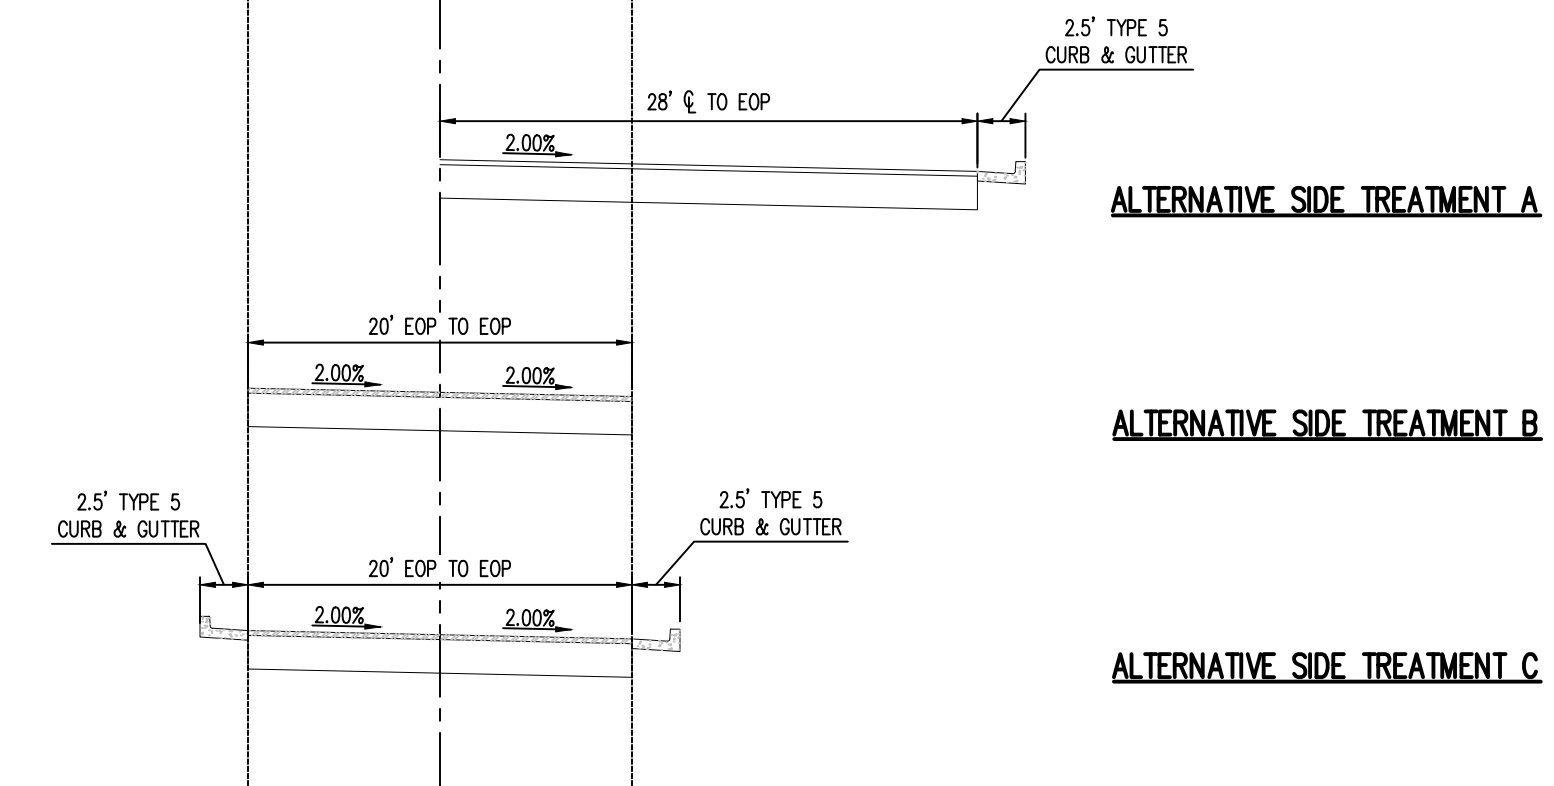 2.5' TYPE 5
CURB & GUTTER
28' ℄ TO EOP
2.00%
ALTERNATIVE SIDE TREATMENT A
20' EOP TO EOP
2.00%
2.00%
ALTERNATIVE SIDE TREATMENT B
2.5' TYPE 5
CURB & GUTTER
2.5' TYPE 5
CURB & GUTTER
20' EOP TO EOP
2.00%
2.00%
ALTERNATIVE SIDE TREATMENT C